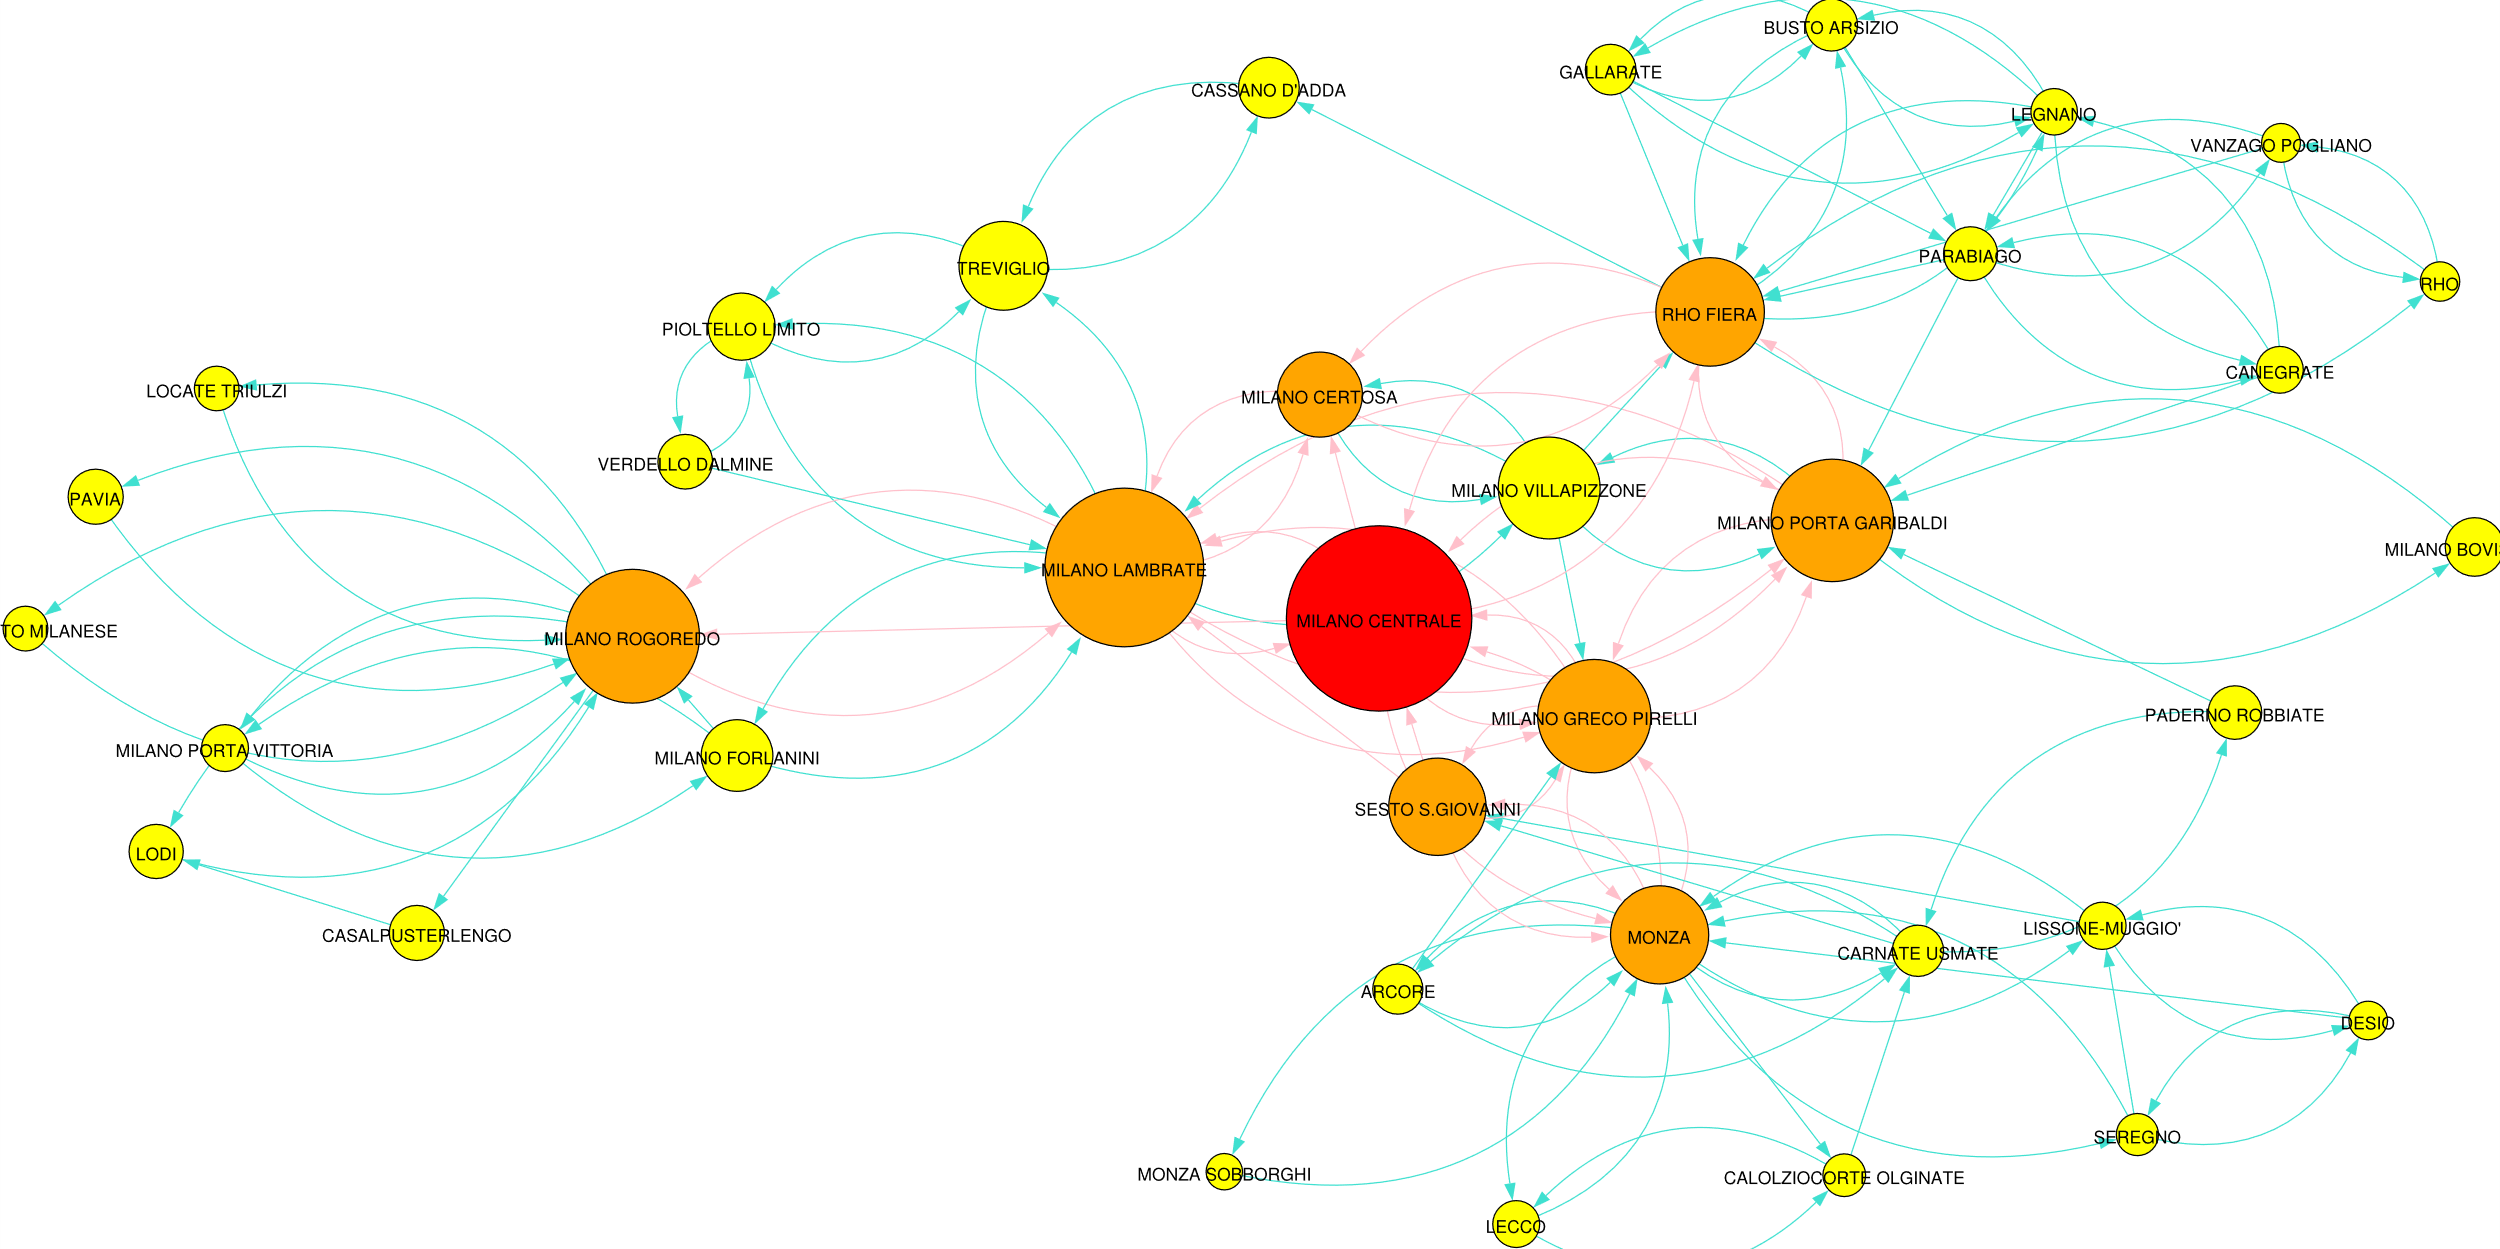 BUSTO ARSIZIO
GALLARATE
CASSANO D'ADDA
LEGNANO
VANZAGO POGLIANO
TREVIGLIO
PARABIAGO
RHO
RHO FIERA
PIOLTELLO LIMITO
CANEGRATE
LOCATE TRIULZI
MILANO CERTOSA
VERDELLO DALMINE
MILANO VILLAPIZZONE
PAVIA
MILANO PORTA GARIBALDI
MILANO BOVI
MILANO LAMBRATE
MILANO CENTRALE
TO MILANESE
MILANO ROGOREDO
MILANO GRECO PIRELLI
PADERNO ROBBIATE
MILANO PORTA VITTORIA
MILANO FORLANINI
SESTO S.GIOVANNI
LODI
CASALPUSTERLENGO
MONZA
LISSONE-MUGGIO'
CARNATE USMATE
ARCORE
DESIO
SEREGNO
MONZA SOBBORGHI
CALOLZIOCORTE OLGINATE
LECCO